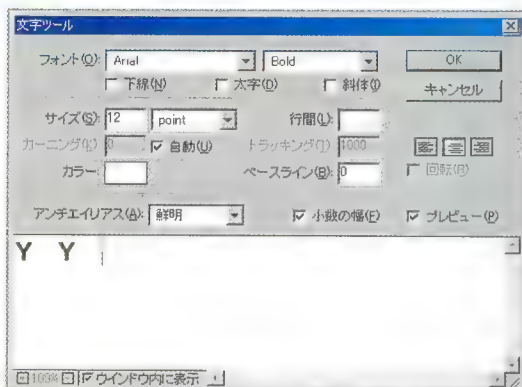 文字ツール
フォント(O): Arial Bold OK
下線(N) 太字(D) 斜体(I) キャンセル
サイズ(S): 12 point 行間(L):
カーニング(K) 0 自動(U) トラッキング(T) 1000
カラー: ベースライン(B): 0 回転(R)
アンチエイリアス(A): 鮮明 小数の幅(F) プレビュー(P)
Y Y
100% ウインドウ内に表示